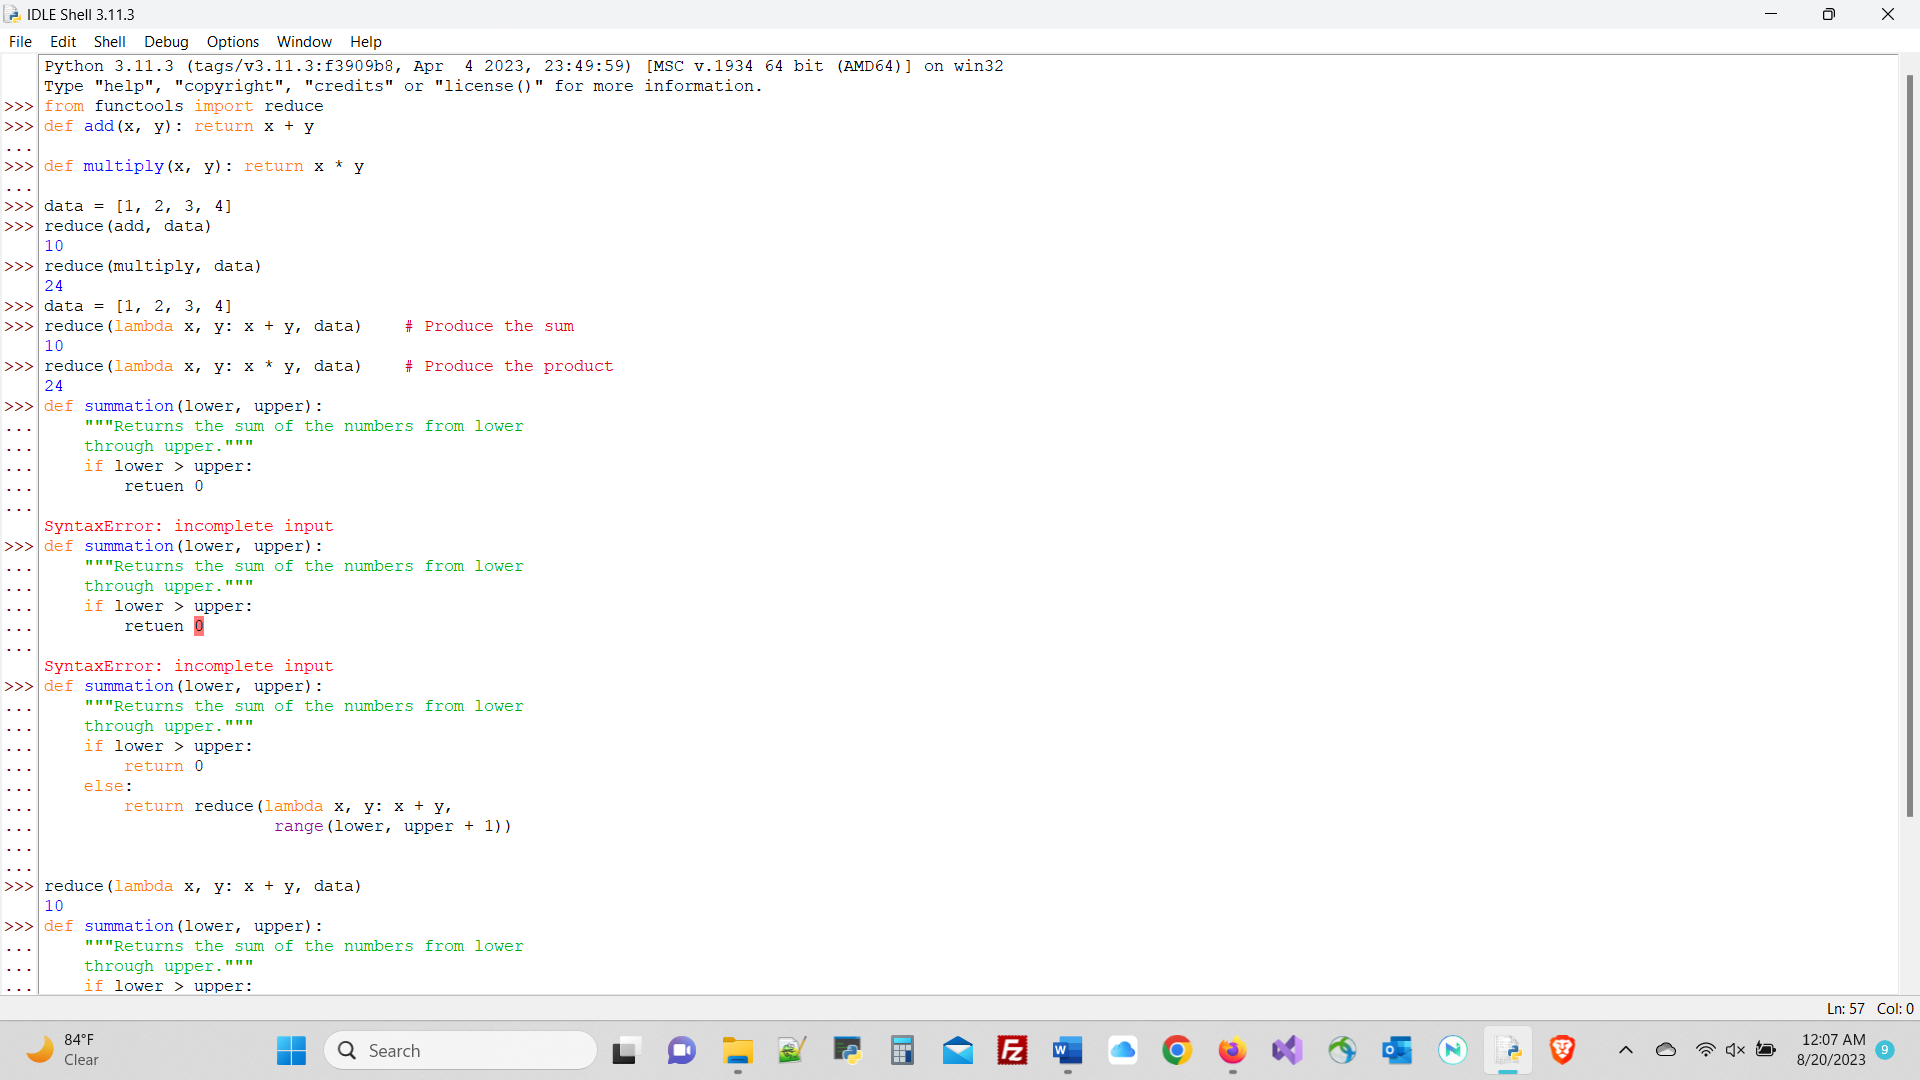 IDLE Shell 3.11.3
File Edit Shell Debug Options Window Help
Python 3.11.3 (tags/v3.11.3:f3909b8, Apr  4 2023, 23:49:59) [MSC v.1934 64 bit (AMD64)] on win32
Type "help", "copyright", "credits" or "license()" for more information.
>>> from functools import reduce
>>> def add(x, y): return x + y
...
>>> def multiply(x, y): return x * y
...
>>> data = [1, 2, 3, 4]
>>> reduce(add, data)
10
>>> reduce(multiply, data)
24
>>> data = [1, 2, 3, 4]
>>> reduce(lambda x, y: x + y, data)    # Produce the sum
10
>>> reduce(lambda x, y: x * y, data)    # Produce the product
24
>>> def summation(lower, upper):
...     """Returns the sum of the numbers from lower
...     through upper."""
...     if lower > upper:
...         retuen 0
...
SyntaxError: incomplete input
>>> def summation(lower, upper):
...     """Returns the sum of the numbers from lower
...     through upper."""
...     if lower > upper:
...         retuen 0
...
SyntaxError: incomplete input
>>> def summation(lower, upper):
...     """Returns the sum of the numbers from lower
...     through upper."""
...     if lower > upper:
...         return 0
...     else:
...         return reduce(lambda x, y: x + y,
...                        range(lower, upper + 1))
...
...
>>> reduce(lambda x, y: x + y, data)
10
>>> def summation(lower, upper):
...     """Returns the sum of the numbers from lower
...     through upper."""
...     if lower > upper:
Ln: 57 Col: 0
84°F
Clear
Search
12:07 AM
8/20/2023
9